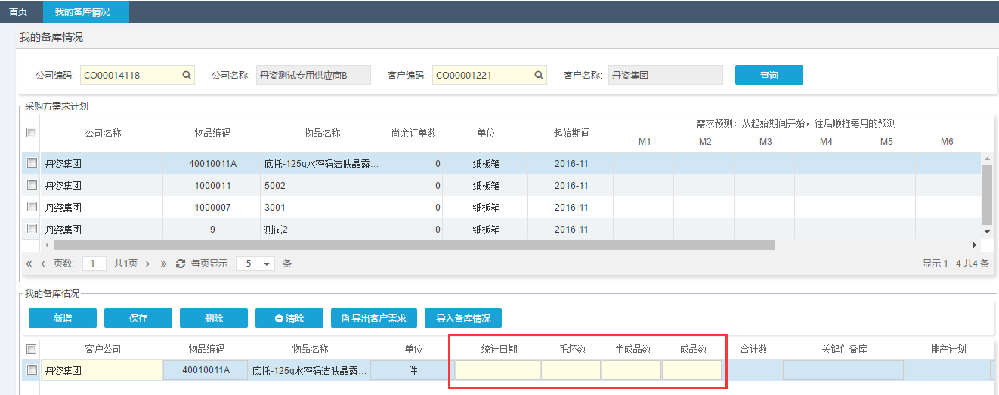 首页 我的备库情况
我的备库情况
公司编码: CO00014118 公司名称: 丹姿测试专用供应商B 客户编码: CO00001221 客户名称: 丹姿集团 查询
采购方需求计划
公司名称 物品编码 物品名称 尚余订单数 单位 起始期间 需求预测：从起始期间开始，往后顺推每月的预测
M1 M2 M3 M4 M5 M6
丹姿集团 40010011A 底托-125g水密码洁肤晶露... 0 纸板箱 2016-11
丹姿集团 1000011 5002 0 纸板箱 2016-11
丹姿集团 1000007 3001 0 纸板箱 2016-11
丹姿集团 9 测试2 0 纸板箱 2016-11
« ‹ 页数: 1 共1页 › » 每页显示 5 条 显示 1 - 4 共4 条
我的备库情况
新增 保存 删除 清除 导出客户需求 导入备库情况
客户公司 物品编码 物品名称 单位 统计日期 毛坯数 半成品数 成品数 合计数 关键件备库 排产计划
丹姿集团 40010011A 底托-125g水密码洁肤晶露... 件